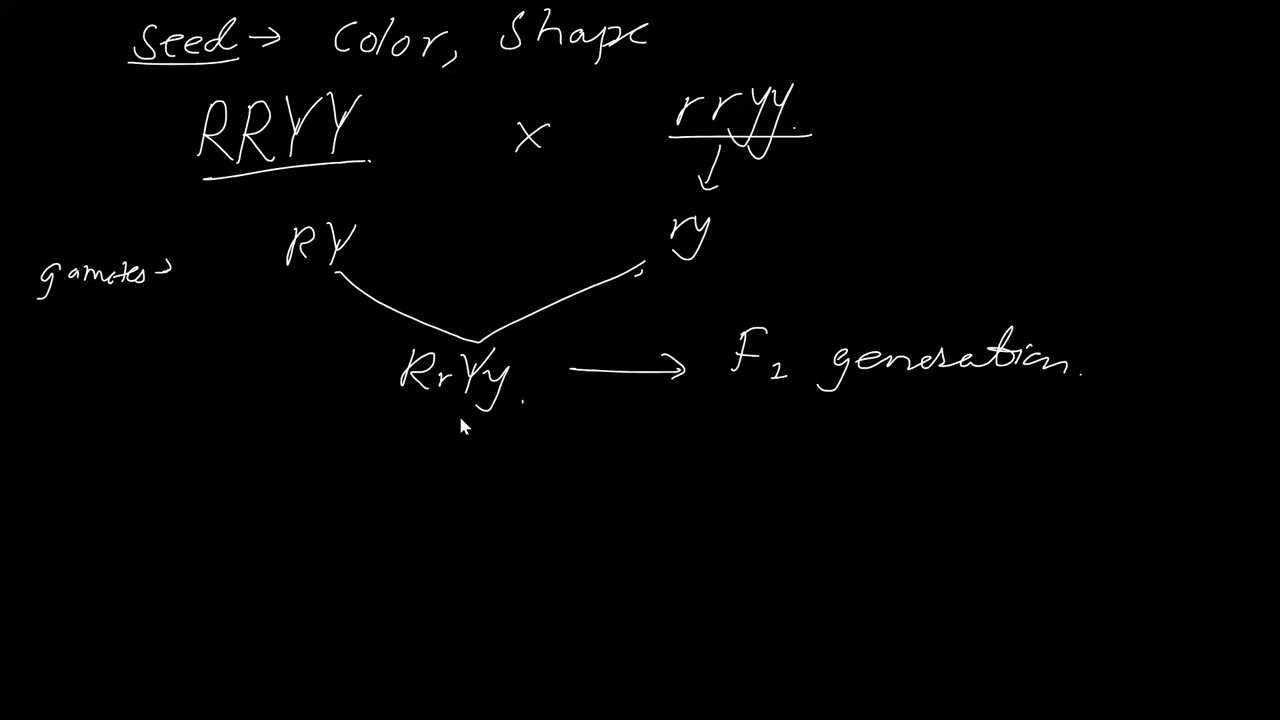 Seed → Color, Shape
RRYY x rryy.
RY ry
gametes →
RrYy. → F1 generation.